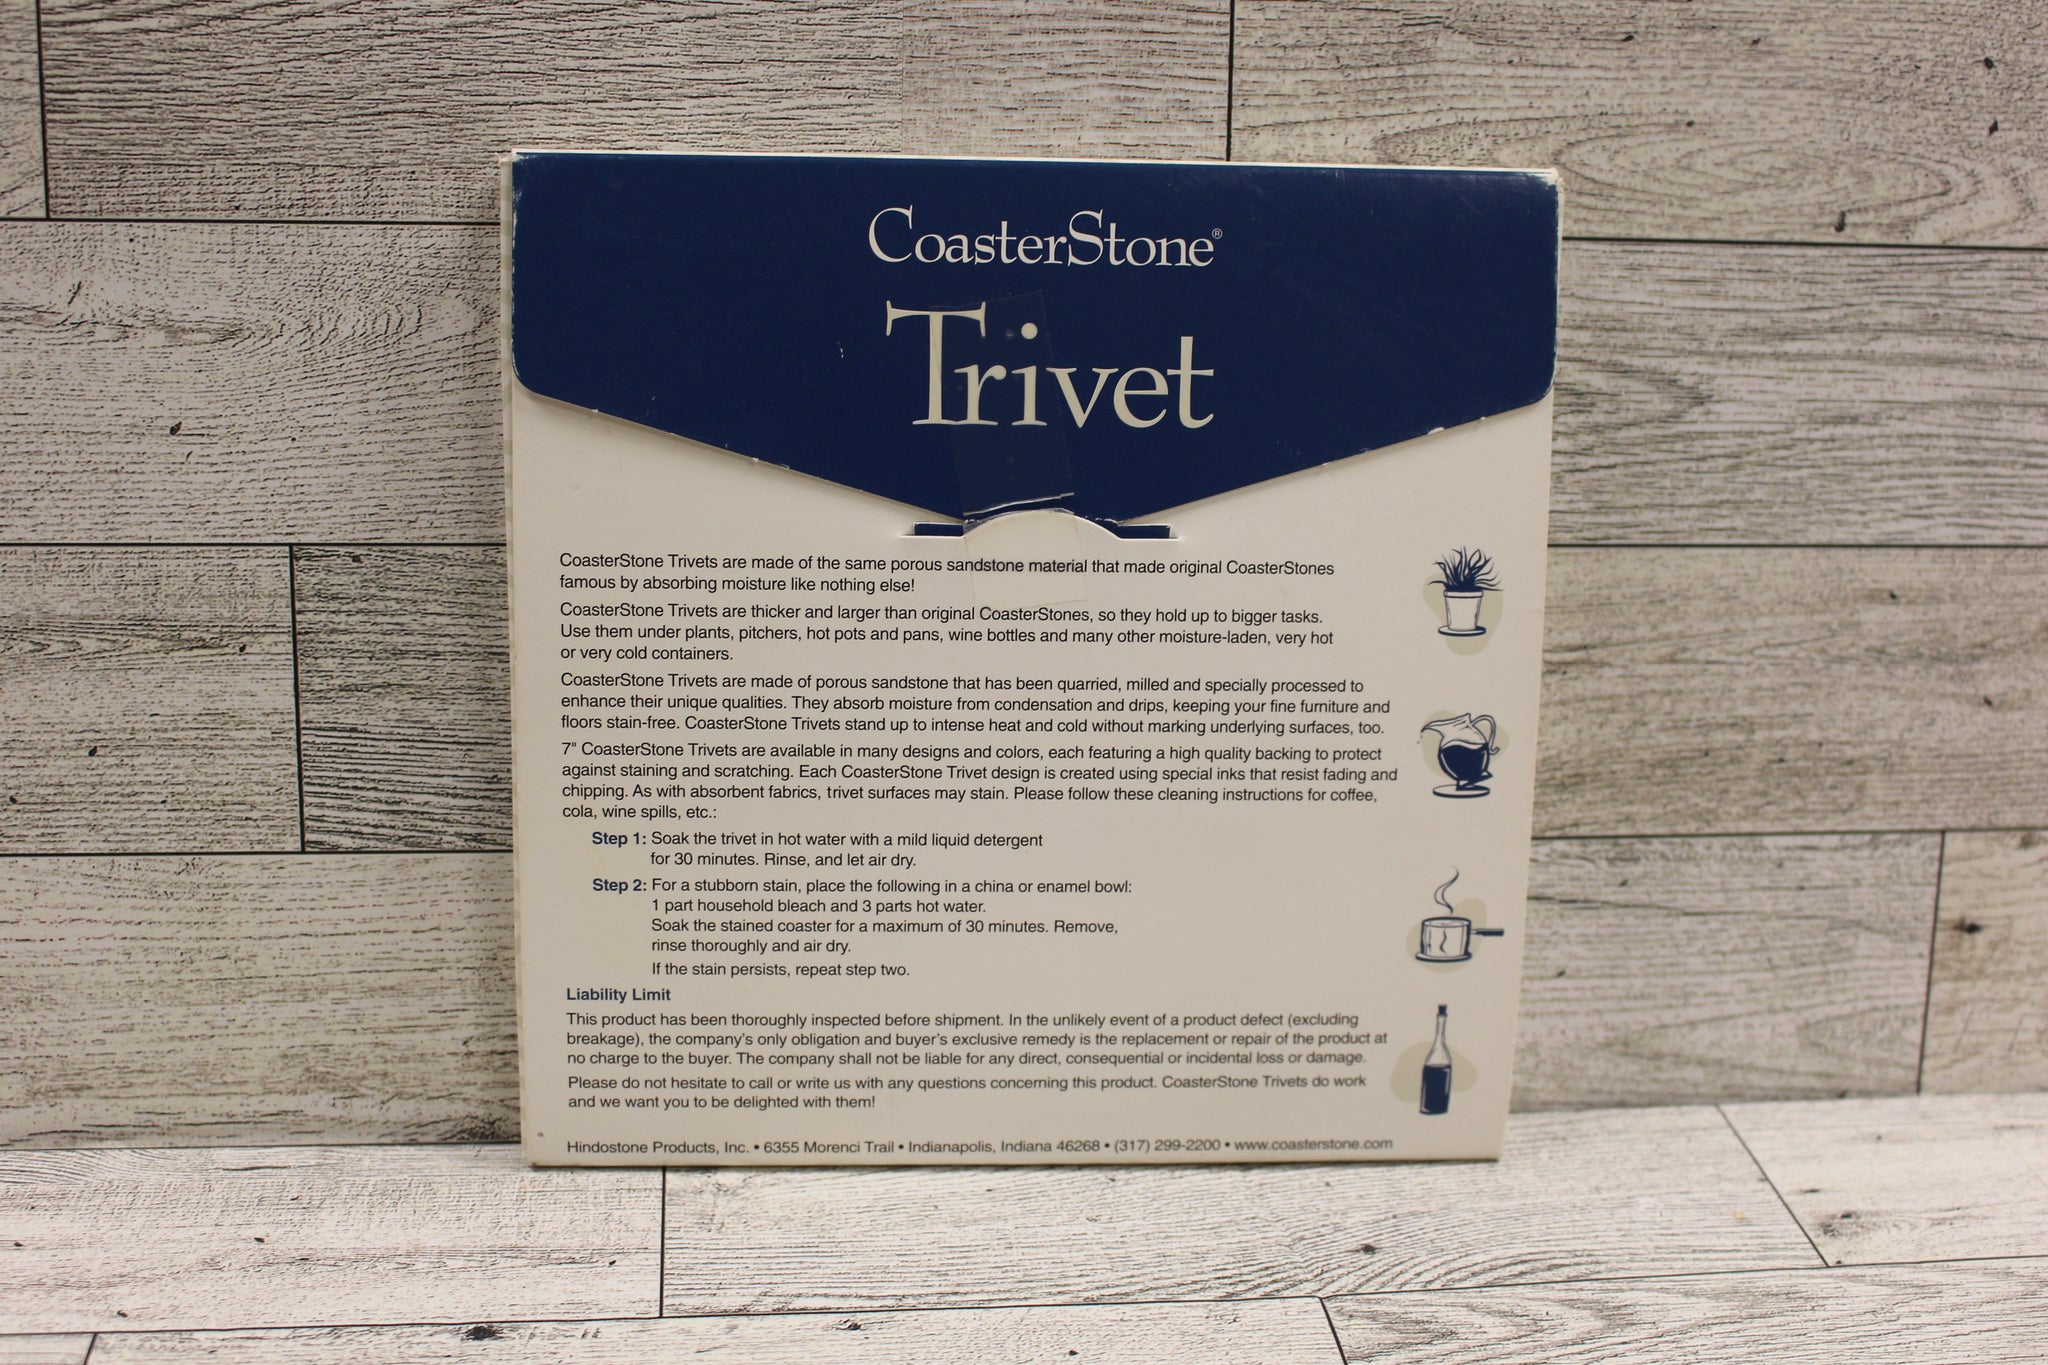 CoasterStone®
Trivet
CoasterStone Trivets are made of the same porous sandstone material that made original CoasterStones
famous by absorbing moisture like nothing else!
CoasterStone Trivets are thicker and larger than original CoasterStones, so they hold up to bigger tasks.
Use them under plants, pitchers, hot pots and pans, wine bottles and many other moisture-laden, very hot
or very cold containers.
CoasterStone Trivets are made of porous sandstone that has been quarried, milled and specially processed to
enhance their unique qualities. They absorb moisture from condensation and drips, keeping your fine furniture and
floors stain-free. CoasterStone Trivets stand up to intense heat and cold without marking underlying surfaces, too.
7" CoasterStone Trivets are available in many designs and colors, each featuring a high quality backing to protect
against staining and scratching. Each CoasterStone Trivet design is created using special inks that resist fading and
chipping. As with absorbent fabrics, trivet surfaces may stain. Please follow these cleaning instructions for coffee,
cola, wine spills, etc.:
Step 1: Soak the trivet in hot water with a mild liquid detergent
for 30 minutes. Rinse, and let air dry.
Step 2: For a stubborn stain, place the following in a china or enamel bowl:
1 part household bleach and 3 parts hot water.
Soak the stained coaster for a maximum of 30 minutes. Remove,
rinse thoroughly and air dry.
If the stain persists, repeat step two.
Liability Limit
This product has been thoroughly inspected before shipment. In the unlikely event of a product defect (excluding
breakage), the company's only obligation and buyer's exclusive remedy is the replacement or repair of the product at
no charge to the buyer. The company shall not be liable for any direct, consequential or incidental loss or damage.
Please do not hesitate to call or write us with any questions concerning this product. CoasterStone Trivets do work
and we want you to be delighted with them!
Hindostone Products, Inc. • 6355 Morenci Trail • Indianapolis, Indiana 46268 • (317) 299-2200 • www.coasterstone.com